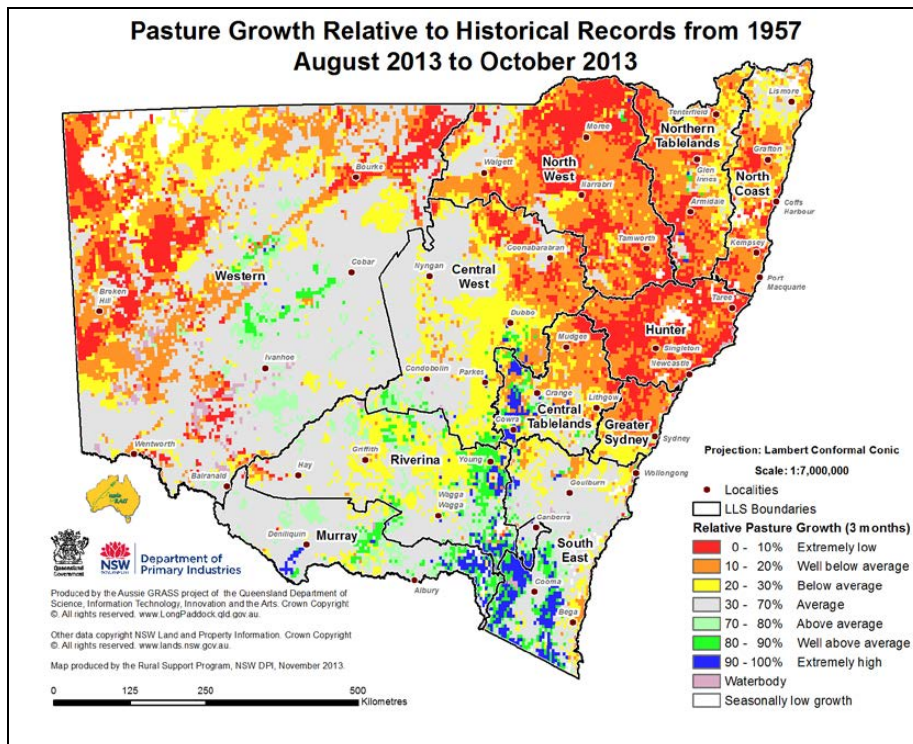 Pasture Growth Relative to Historical Records from 1957
August 2013 to October 2013
Lismore
Tenterfield
Northern
Tablelands
Moree
Grafton
Glen
Innes
North
Coast
Bourke
Walgett
North
West
Narrabri
Armidale
Coffs
Harbour
Coonabarabran
Tamworth
Kempsey
Port
Macquarie
Western
Cobar
Nyngan
Central
West
Broken
Hill
Taree
Dubbo
Hunter
Mudgee
Singleton
Newcastle
Ivanhoe
Condobolin
Parkes
Orange
Lithgow
Central
Tablelands
Cowra
Greater
Sydney
Sydney
Wentworth
Griffith
Riverina
Young
Wollongong
Balranald
Hay
Goulburn
Wagga
Wagga
Canberra
Deniliquin
Murray
South
East
Albury
Cooma
Bega
Projection: Lambert Conformal Conic
Scale: 1:7,000,000
Localities
LLS Boundaries
Relative Pasture Growth (3 months)
0 - 10% Extremely low
10 - 20% Well below average
20 - 30% Below average
30 - 70% Average
70 - 80% Above average
80 - 90% Well above average
90 - 100% Extremely high
Waterbody
Seasonally low growth
Queensland
Government
NSW
Department of
Primary Industries
Produced by the Aussie GRASS project of the Queensland Department of
Science, Information Technology, Innovation and the Arts. Crown Copyright
©. All rights reserved. www.LongPaddock.qld.gov.au.
Other data copyright NSW Land and Property Information. Crown Copyright
©. All rights reserved. www.lands.nsw.gov.au.
Map produced by the Rural Support Program, NSW DPI, November 2013.
0 125 250 500
Kilometres